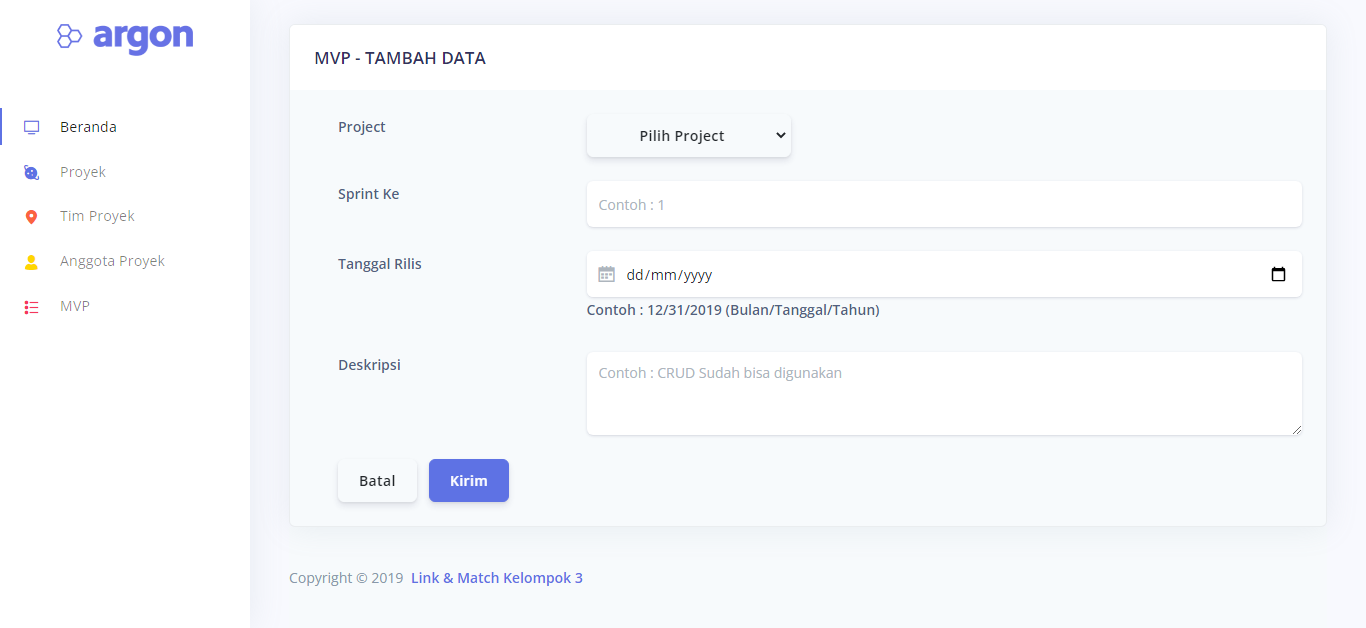 argon
Beranda
Proyek
Tim Proyek
Anggota Proyek
MVP
MVP - TAMBAH DATA
Project
Pilih Project
Sprint Ke
Contoh : 1
Tanggal Rilis
dd/mm/yyyy
Contoh : 12/31/2019 (Bulan/Tanggal/Tahun)
Deskripsi
Contoh : CRUD Sudah bisa digunakan
Batal
Kirim
Copyright © 2019 Link & Match Kelompok 3